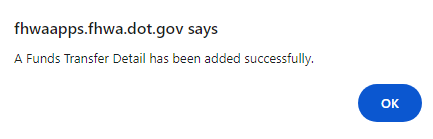 fhwaapps.fhwa.dot.gov says
A Funds Transfer Detail has been added successfully.
OK